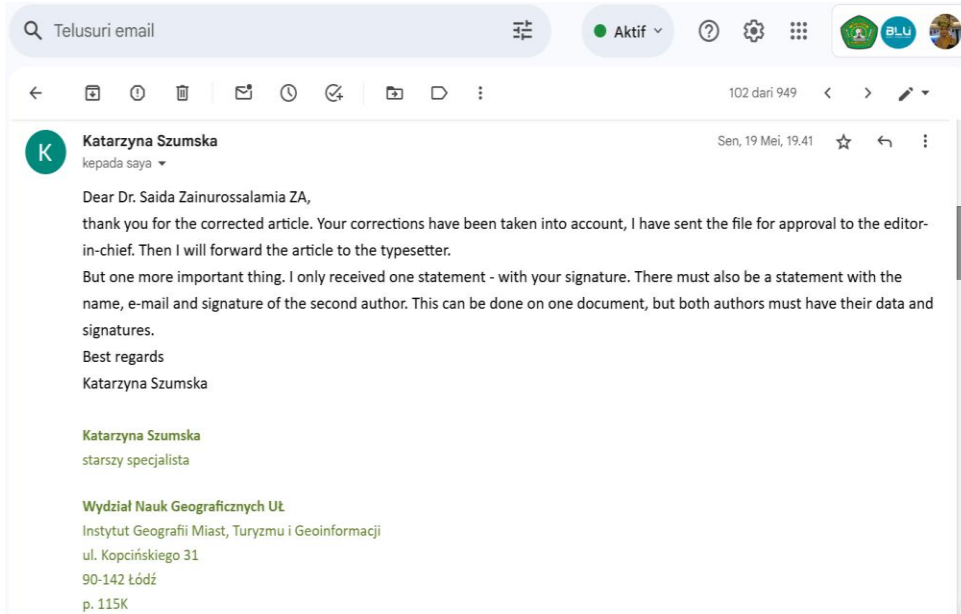 Telusuri email
Aktif
BLU
102 dari 949
K
Katarzyna Szumska
Sen, 19 Mei, 19.41
kepada saya
Dear Dr. Saida Zainurossalamia ZA,
thank you for the corrected article. Your corrections have been taken into account, I have sent the file for approval to the editor-
in-chief. Then I will forward the article to the typesetter.
But one more important thing. I only received one statement - with your signature. There must also be a statement with the
name, e-mail and signature of the second author. This can be done on one document, but both authors must have their data and
signatures.
Best regards
Katarzyna Szumska
Katarzyna Szumska
starszy specjalista
Wydział Nauk Geograficznych UŁ
Instytut Geografii Miast, Turyzmu i Geoinformacji
ul. Kopcińskiego 31
90-142 Łódź
p. 115K